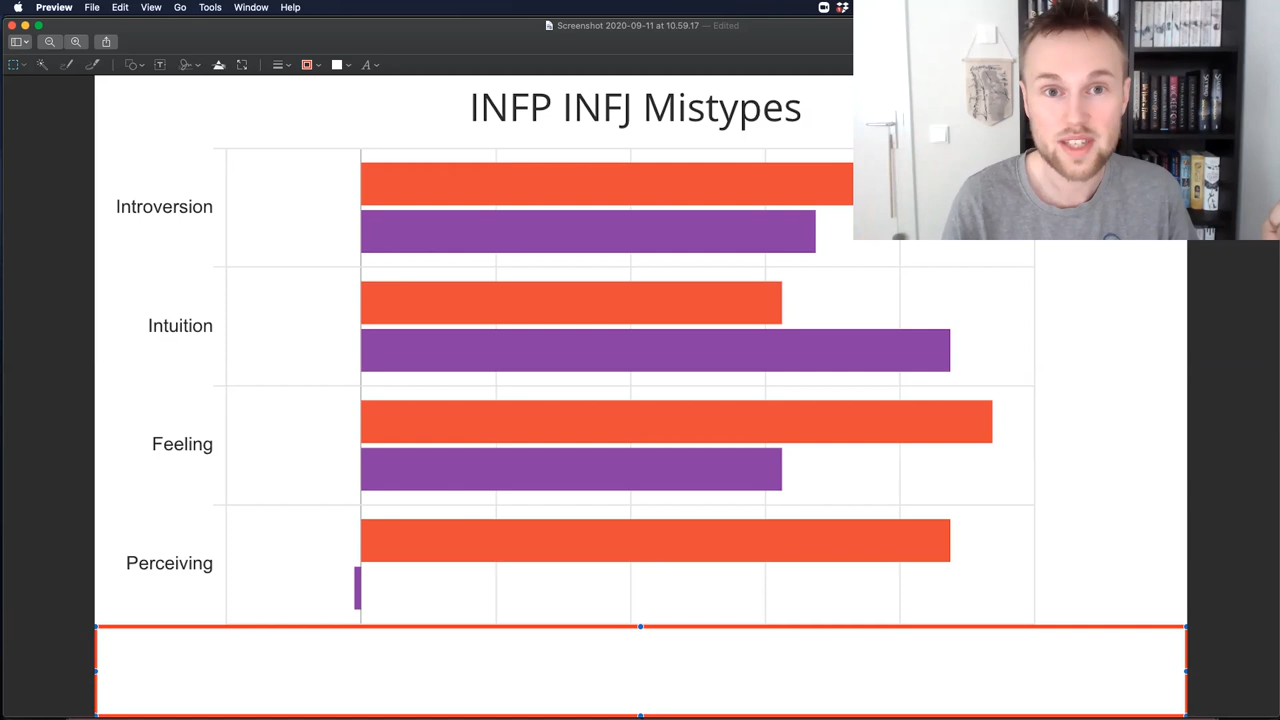 Preview File Edit View Go Tools Window Help
Screenshot 2020-09-11 at 10.59.17 — Edited
INFP INFJ Mistypes
Introversion
Intuition
Feeling
Perceiving